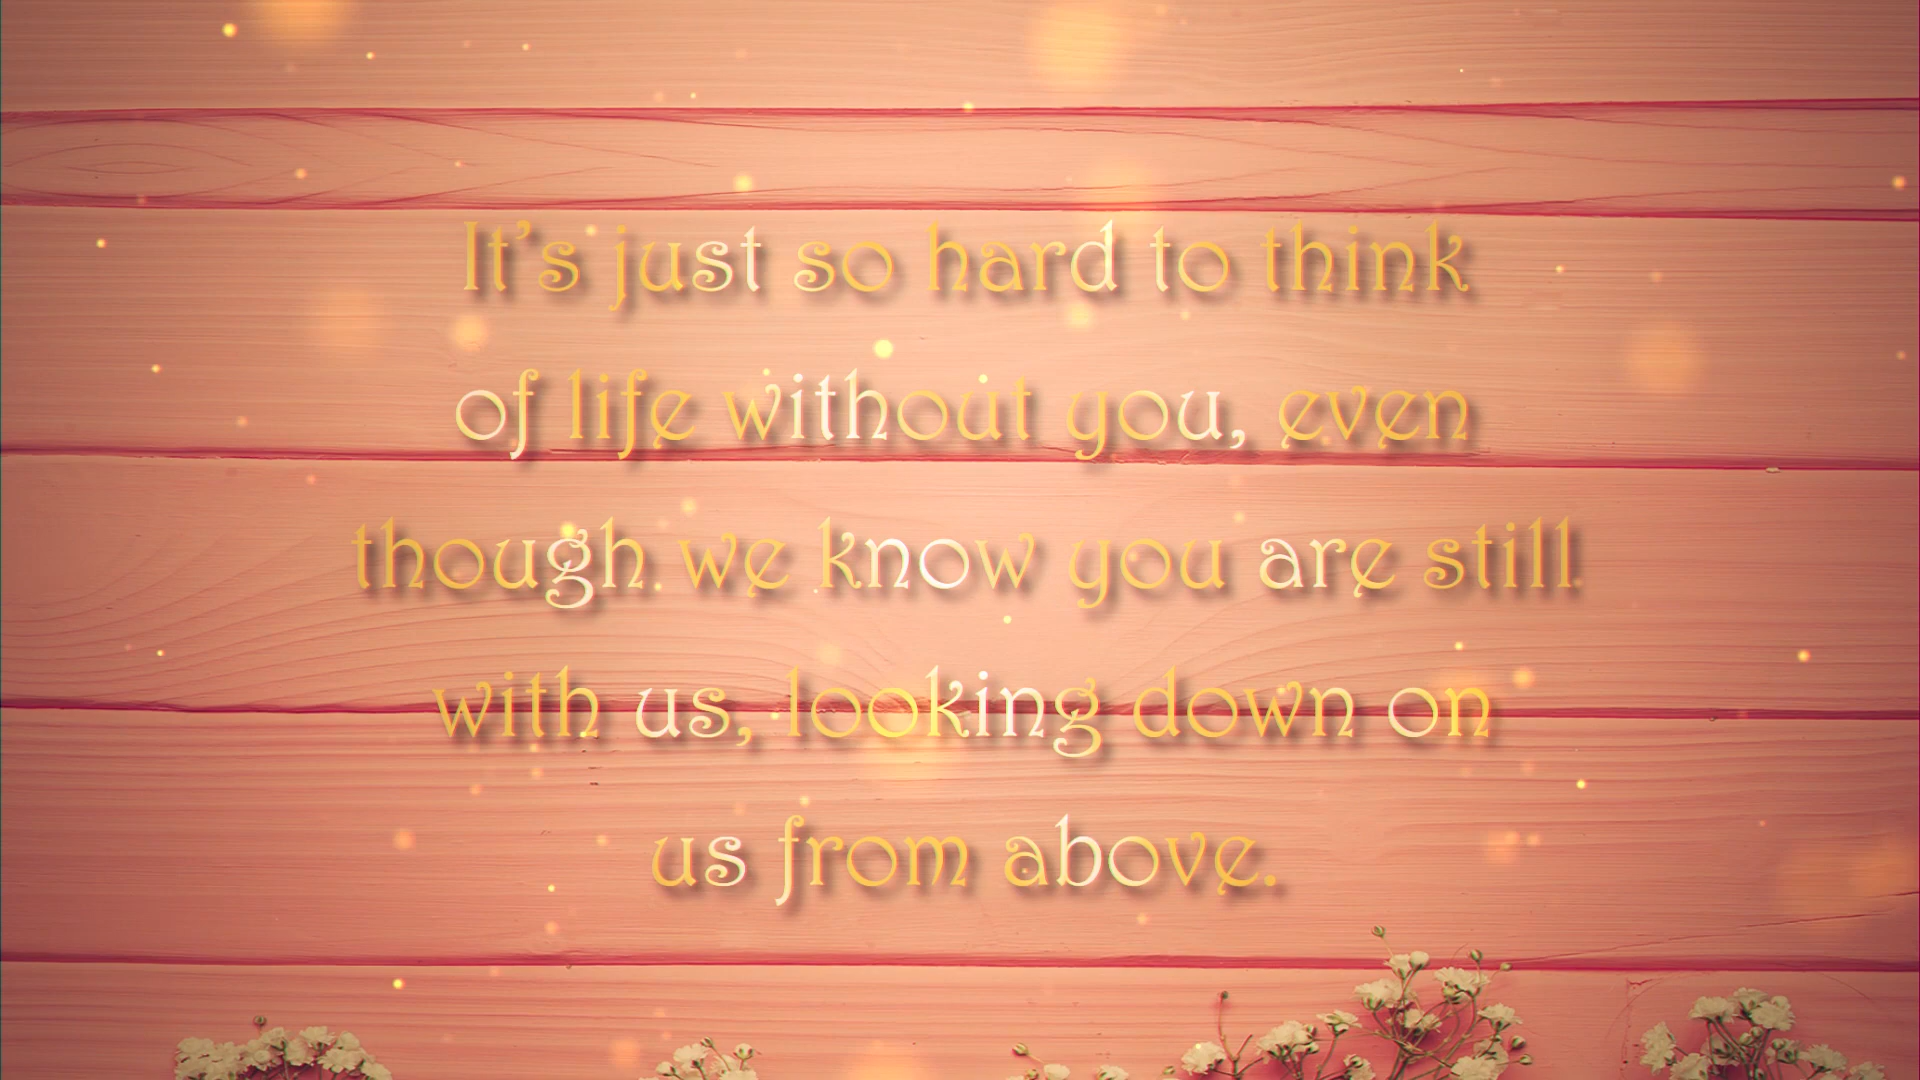 It's just so hard to think
of life without you, even
though we know you are still
with us, looking down on
us from above.